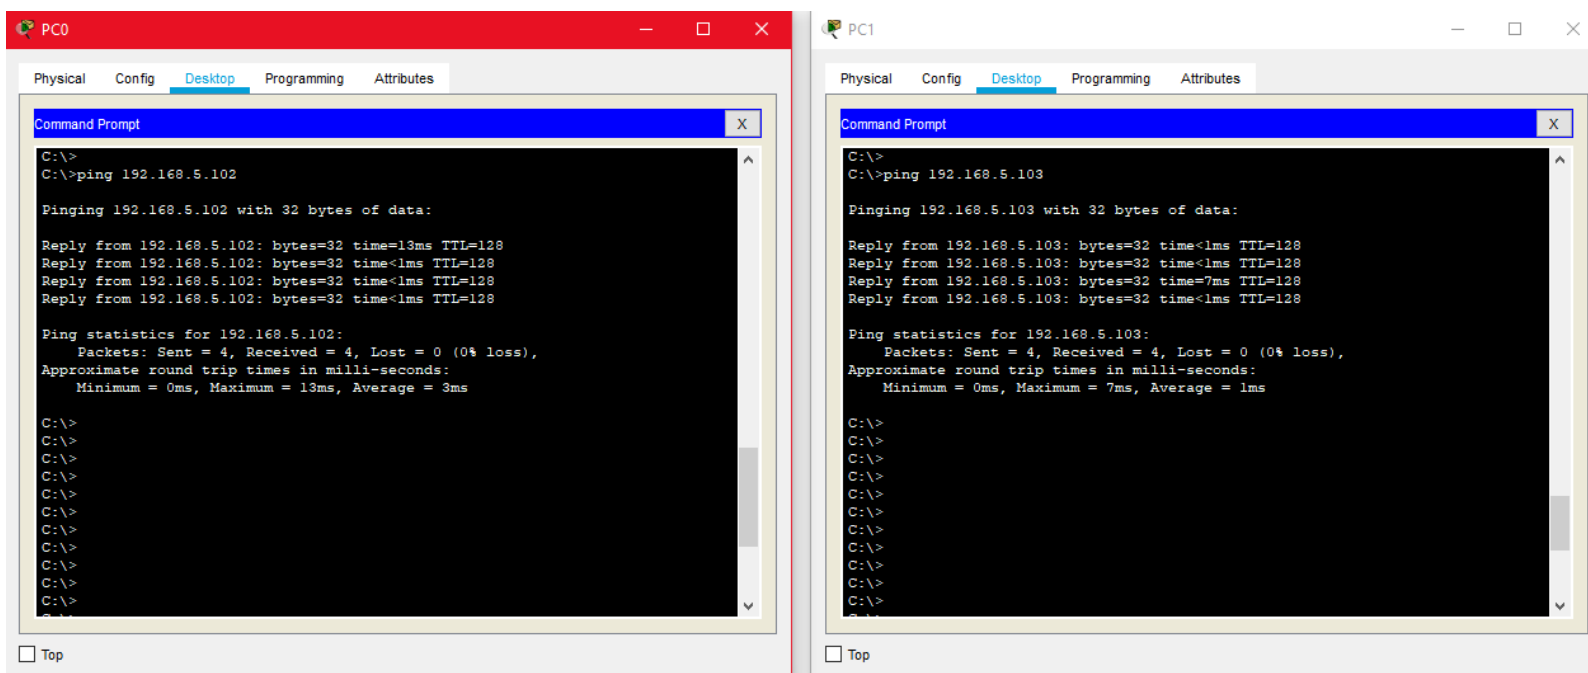 PC0
Physical Config Desktop Programming Attributes
Command Prompt X
C:\>
C:\>ping 192.168.5.102
Pinging 192.168.5.102 with 32 bytes of data:
Reply from 192.168.5.102: bytes=32 time=13ms TTL=128
Reply from 192.168.5.102: bytes=32 time<1ms TTL=128
Reply from 192.168.5.102: bytes=32 time<1ms TTL=128
Reply from 192.168.5.102: bytes=32 time<1ms TTL=128
Ping statistics for 192.168.5.102:
Packets: Sent = 4, Received = 4, Lost = 0 (0% loss),
Approximate round trip times in milli-seconds:
Minimum = 0ms, Maximum = 13ms, Average = 3ms
C:\>
C:\>
C:\>
C:\>
C:\>
C:\>
C:\>
C:\>
C:\>
C:\>
C:\>
Top
PC1
Physical Config Desktop Programming Attributes
Command Prompt X
C:\>
C:\>ping 192.168.5.103
Pinging 192.168.5.103 with 32 bytes of data:
Reply from 192.168.5.103: bytes=32 time<1ms TTL=128
Reply from 192.168.5.103: bytes=32 time<1ms TTL=128
Reply from 192.168.5.103: bytes=32 time=7ms TTL=128
Reply from 192.168.5.103: bytes=32 time<1ms TTL=128
Ping statistics for 192.168.5.103:
Packets: Sent = 4, Received = 4, Lost = 0 (0% loss),
Approximate round trip times in milli-seconds:
Minimum = 0ms, Maximum = 7ms, Average = 1ms
C:\>
C:\>
C:\>
C:\>
C:\>
C:\>
C:\>
C:\>
C:\>
C:\>
C:\>
Top